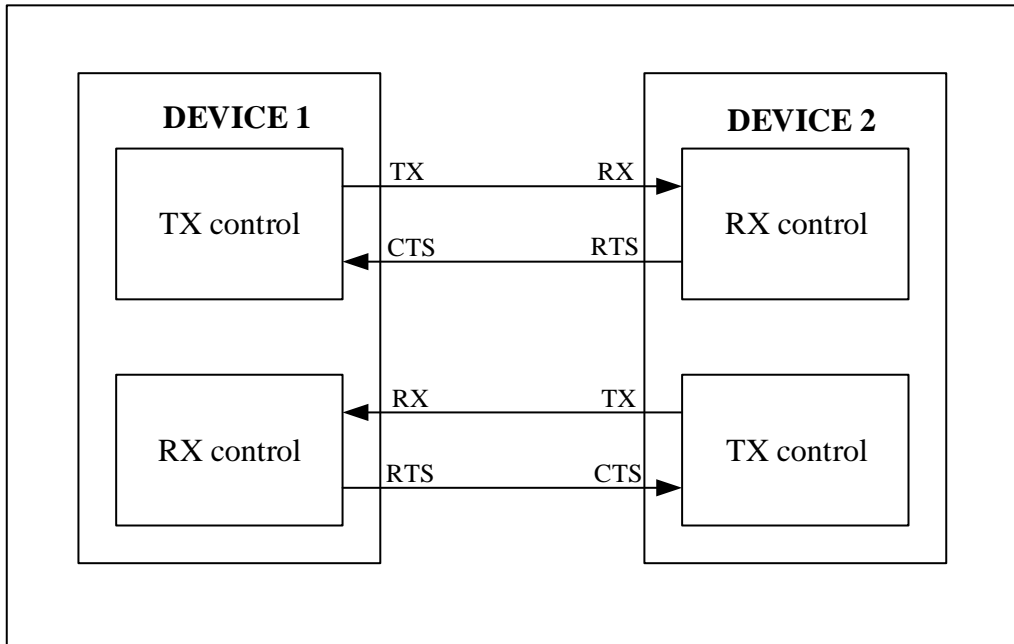 DEVICE 1
DEVICE 2
TX
RX
TX control
RX control
CTS
RTS
RX
TX
RX control
TX control
RTS
CTS